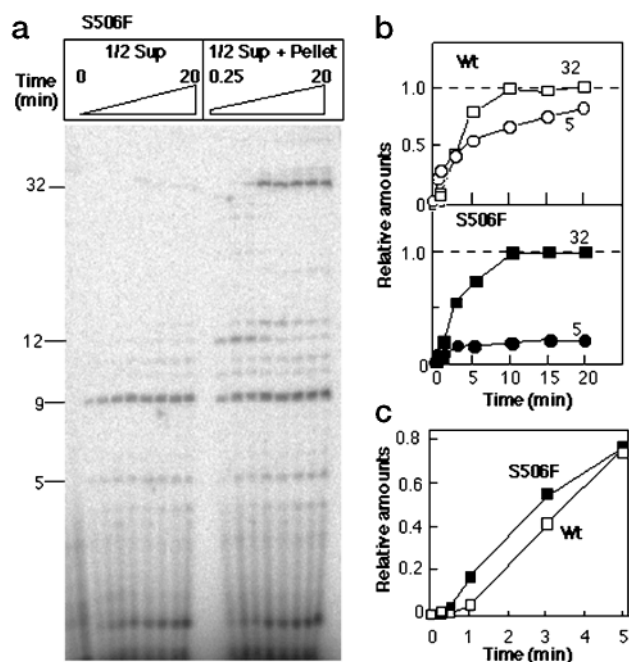 S506F
a
1/2 Sup
1/2 Sup + Pellet
Time (min)
0
20
0.25
20
32
12
9
5
b
Wt
32
5
1.0
0.5
0
Relative amounts
S506F
32
5
1.0
0
0 5 10 15 20
Time (min)
c
0.8
0.6
0.4
0.2
0
Relative amounts
S506F
Wt
0 1 2 3 4 5
Time (min)